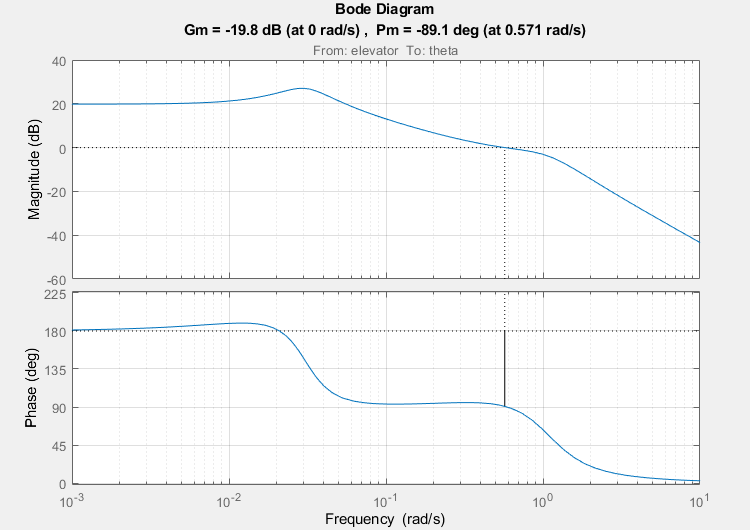 Bode Diagram
Gm = -19.8 dB (at 0 rad/s) ,  Pm = -89.1 deg (at 0.571 rad/s)
From: elevator  To: theta
Magnitude (dB)
40
20
0
-20
-40
-60
Phase (deg)
225
180
135
90
45
0
10^-3
10^-2
10^-1
10^0
10^1
Frequency  (rad/s)